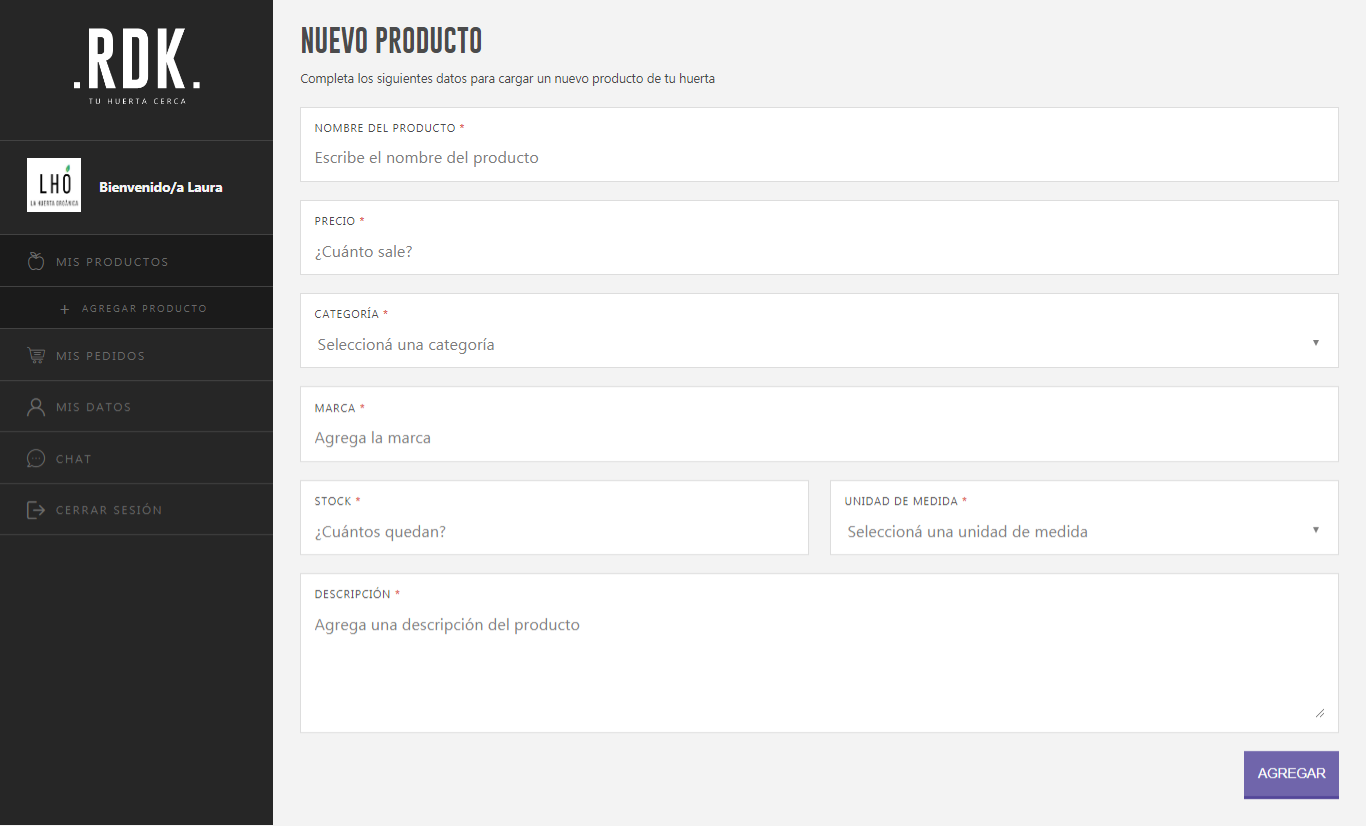 .RDK.
TU HUERTA CERCA
LHO
LA HUERTA ORGÁNICA
Bienvenido/a Laura
MIS PRODUCTOS
+ AGREGAR PRODUCTO
MIS PEDIDOS
MIS DATOS
CHAT
CERRAR SESIÓN
NUEVO PRODUCTO
Completa los siguientes datos para cargar un nuevo producto de tu huerta
NOMBRE DEL PRODUCTO *
Escribe el nombre del producto
PRECIO *
¿Cuánto sale?
CATEGORÍA *
Seleccioná una categoría
MARCA *
Agrega la marca
STOCK *
¿Cuántos quedan?
UNIDAD DE MEDIDA *
Seleccioná una unidad de medida
DESCRIPCIÓN *
Agrega una descripción del producto
AGREGAR